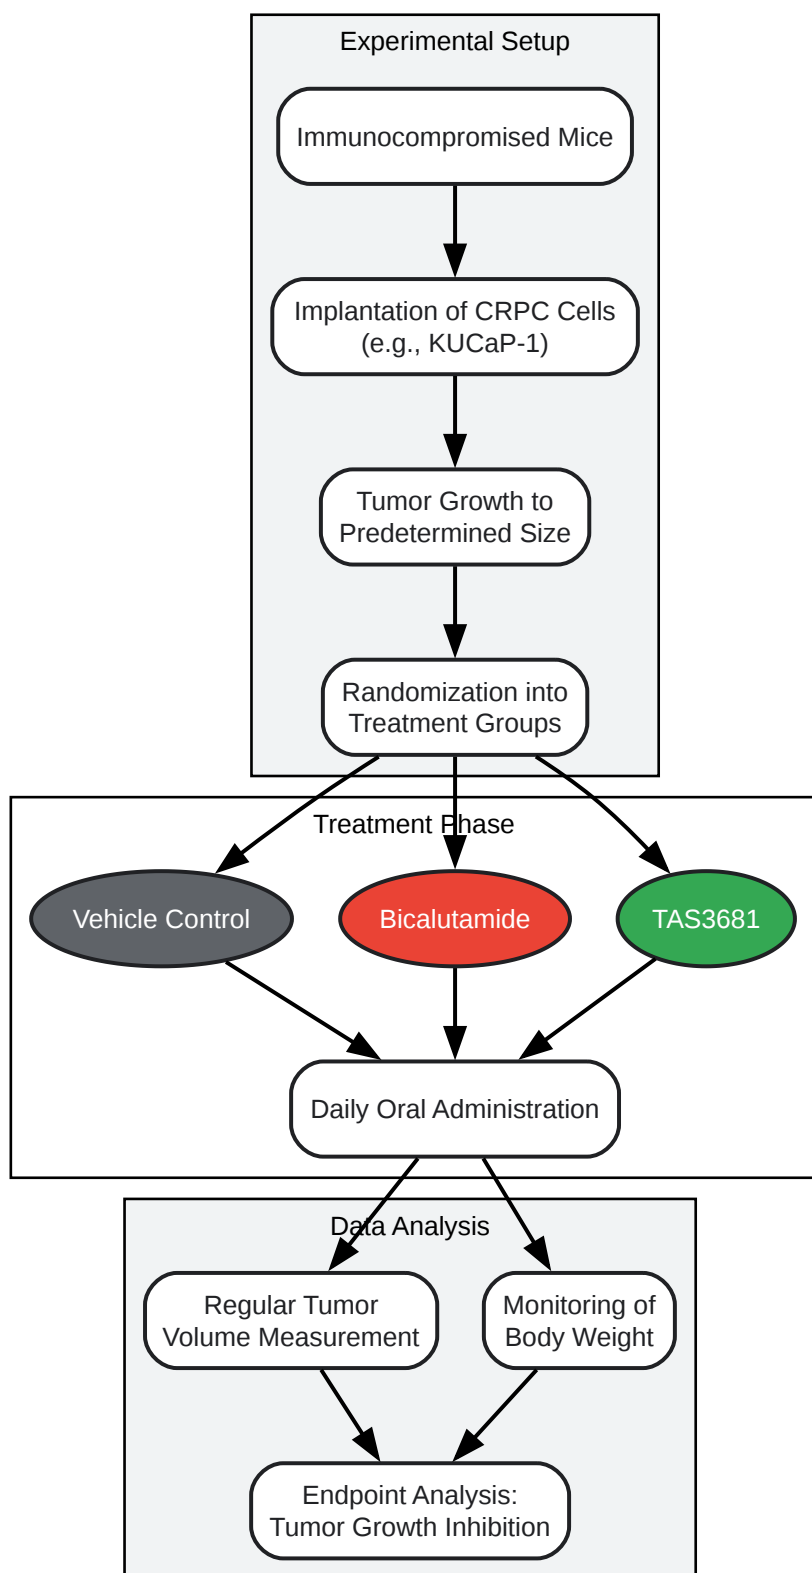 Experimental Setup
Immunocompromised Mice
Implantation of CRPC Cells
(e.g., KUCaP-1)
Tumor Growth to
Predetermined Size
Randomization into
Treatment Groups
Treatment Phase
Vehicle Control
Bicalutamide
TAS3681
Daily Oral Administration
Data Analysis
Regular Tumor
Volume Measurement
Monitoring of
Body Weight
Endpoint Analysis:
Tumor Growth Inhibition